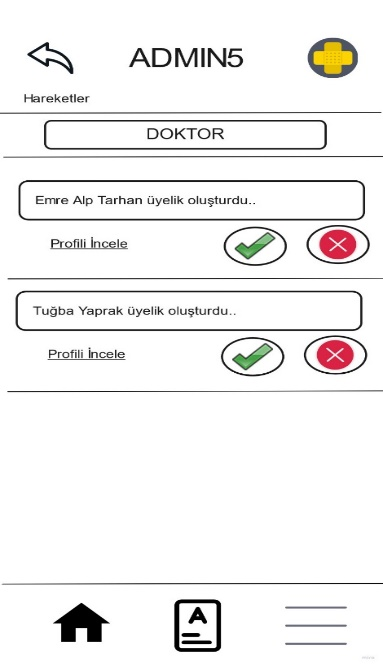 ADMIN5
Hareketler
DOKTOR
Emre Alp Tarhan üyelik oluşturdu..
Profili İncele
Tuğba Yaprak üyelik oluşturdu..
Profili İncele
A